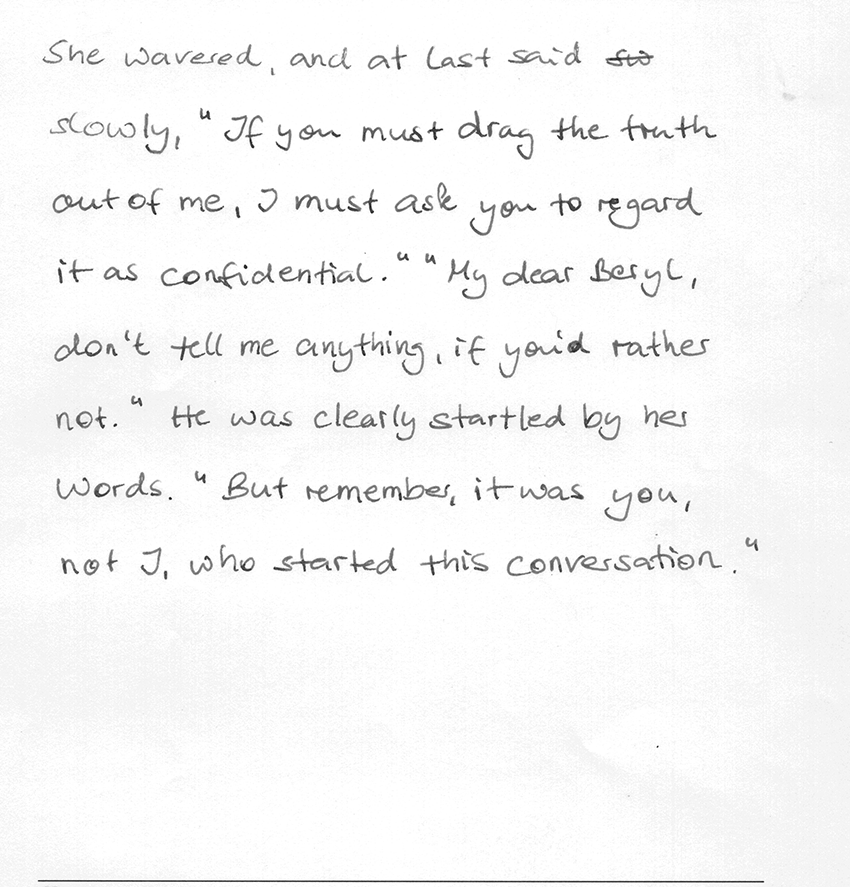 She wavered, and at last said
slowly, "If you must drag the truth
out of me, I must ask you to regard
it as confidential." "My dear Beryl,
don't tell me anything, if you'd rather
not." He was clearly startled by her
words. "But remember, it was you,
not I, who started this conversation."